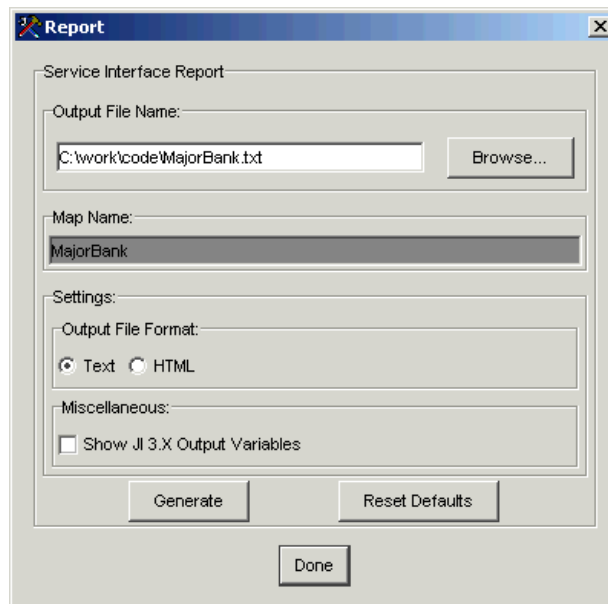 Report
Service Interface Report
Output File Name:
C:\work\code\MajorBank.txt
Browse...
Map Name:
MajorBank
Settings:
Output File Format:
Text
HTML
Miscellaneous:
Show JI 3.X Output Variables
Generate
Reset Defaults
Done